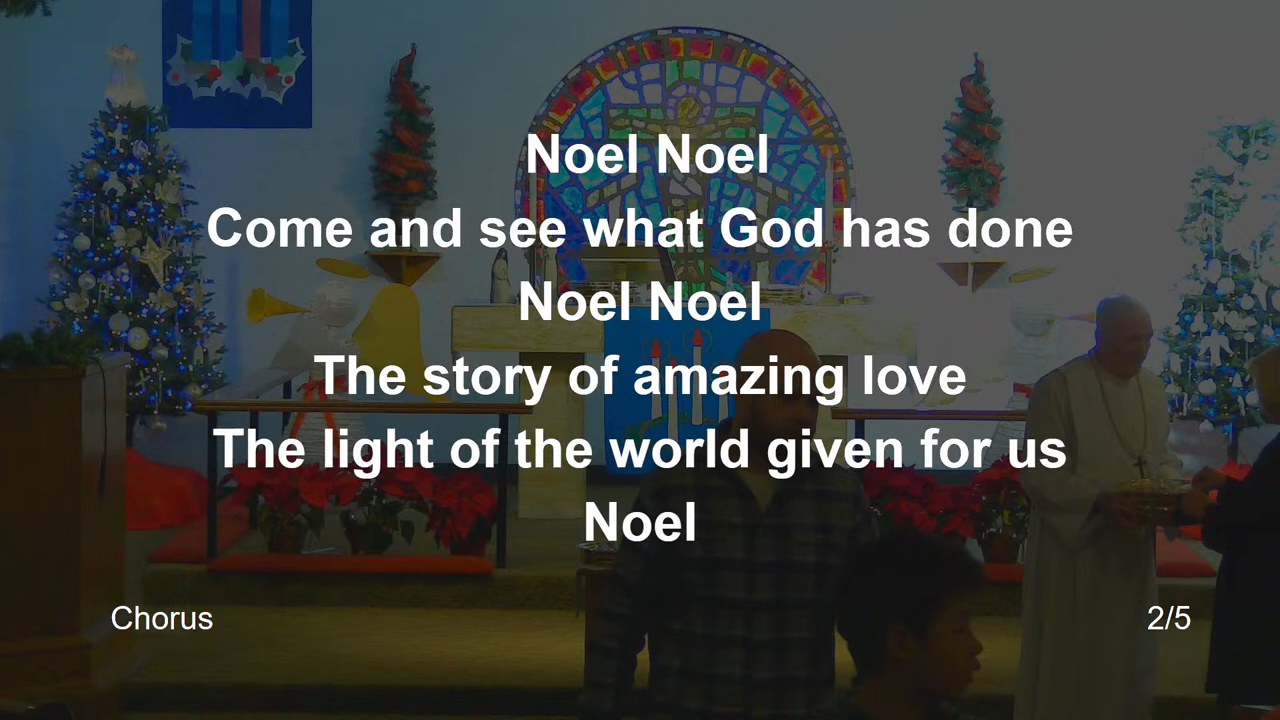 Noel Noel
Come and see what God has done
Noel Noel
The story of amazing love
The light of the world given for us
Noel
Chorus
2/5